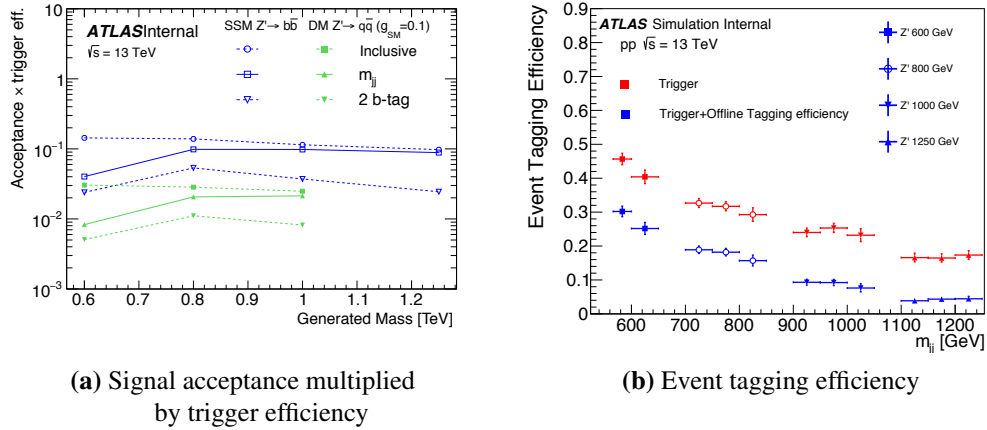 ATLAS Internal
√s = 13 TeV
SSM Z'→ bb̄ DM Z'→ qq̄ (g_SM=0.1)
Inclusive
m_jj
2 b-tag
Acceptance × trigger eff.
10
1
10⁻¹
10⁻²
10⁻³
0.6 0.7 0.8 0.9 1 1.1 1.2
Generated Mass [TeV]
(a) Signal acceptance multiplied
by trigger efficiency
ATLAS Simulation Internal
pp √s = 13 TeV
Trigger
Trigger+Offline Tagging efficiency
Z' 600 GeV
Z' 800 GeV
Z' 1000 GeV
Z' 1250 GeV
Event Tagging Efficiency
0.9
0.8
0.7
0.6
0.5
0.4
0.3
0.2
0.1
0
600 700 800 900 1000 1100 1200
m_jj [GeV]
(b) Event tagging efficiency